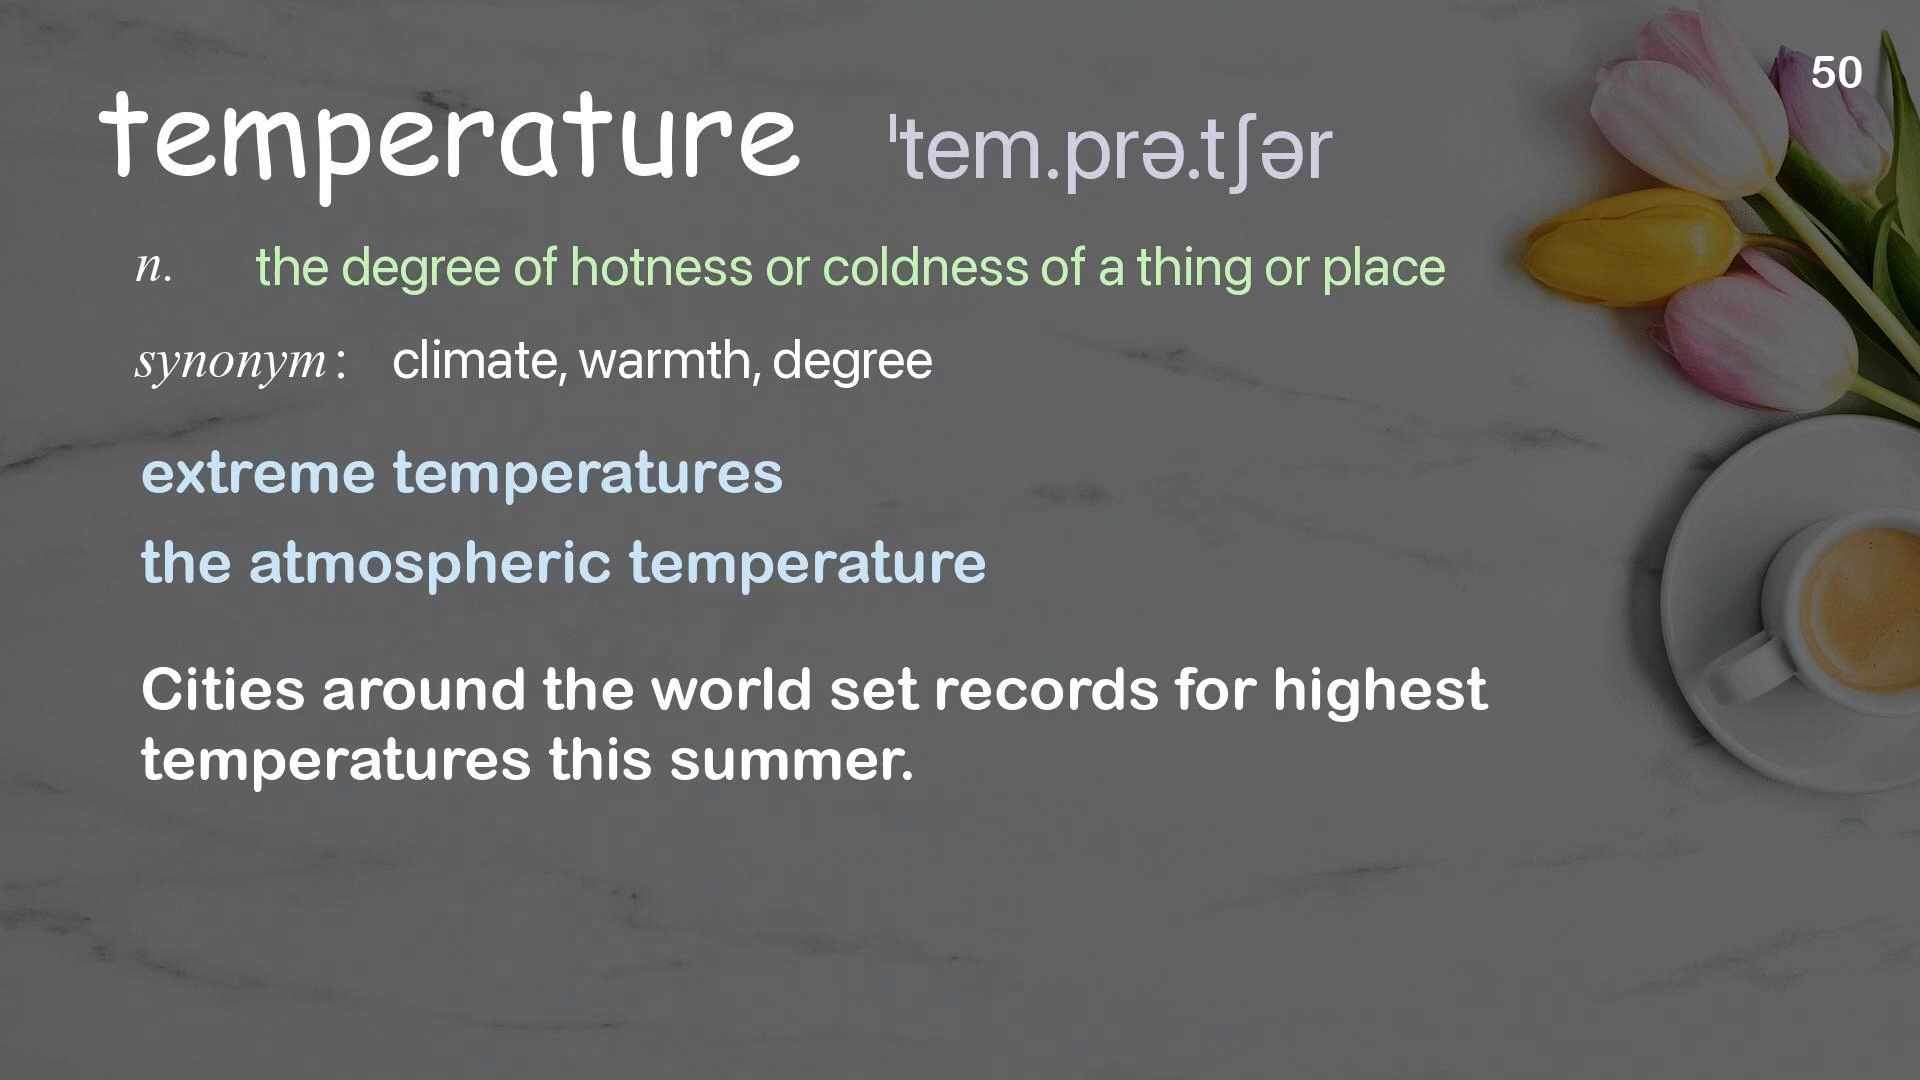 50
temperature ˈtem.prə.tʃər
n. the degree of hotness or coldness of a thing or place
synonym: climate, warmth, degree
extreme temperatures
the atmospheric temperature
Cities around the world set records for highest
temperatures this summer.